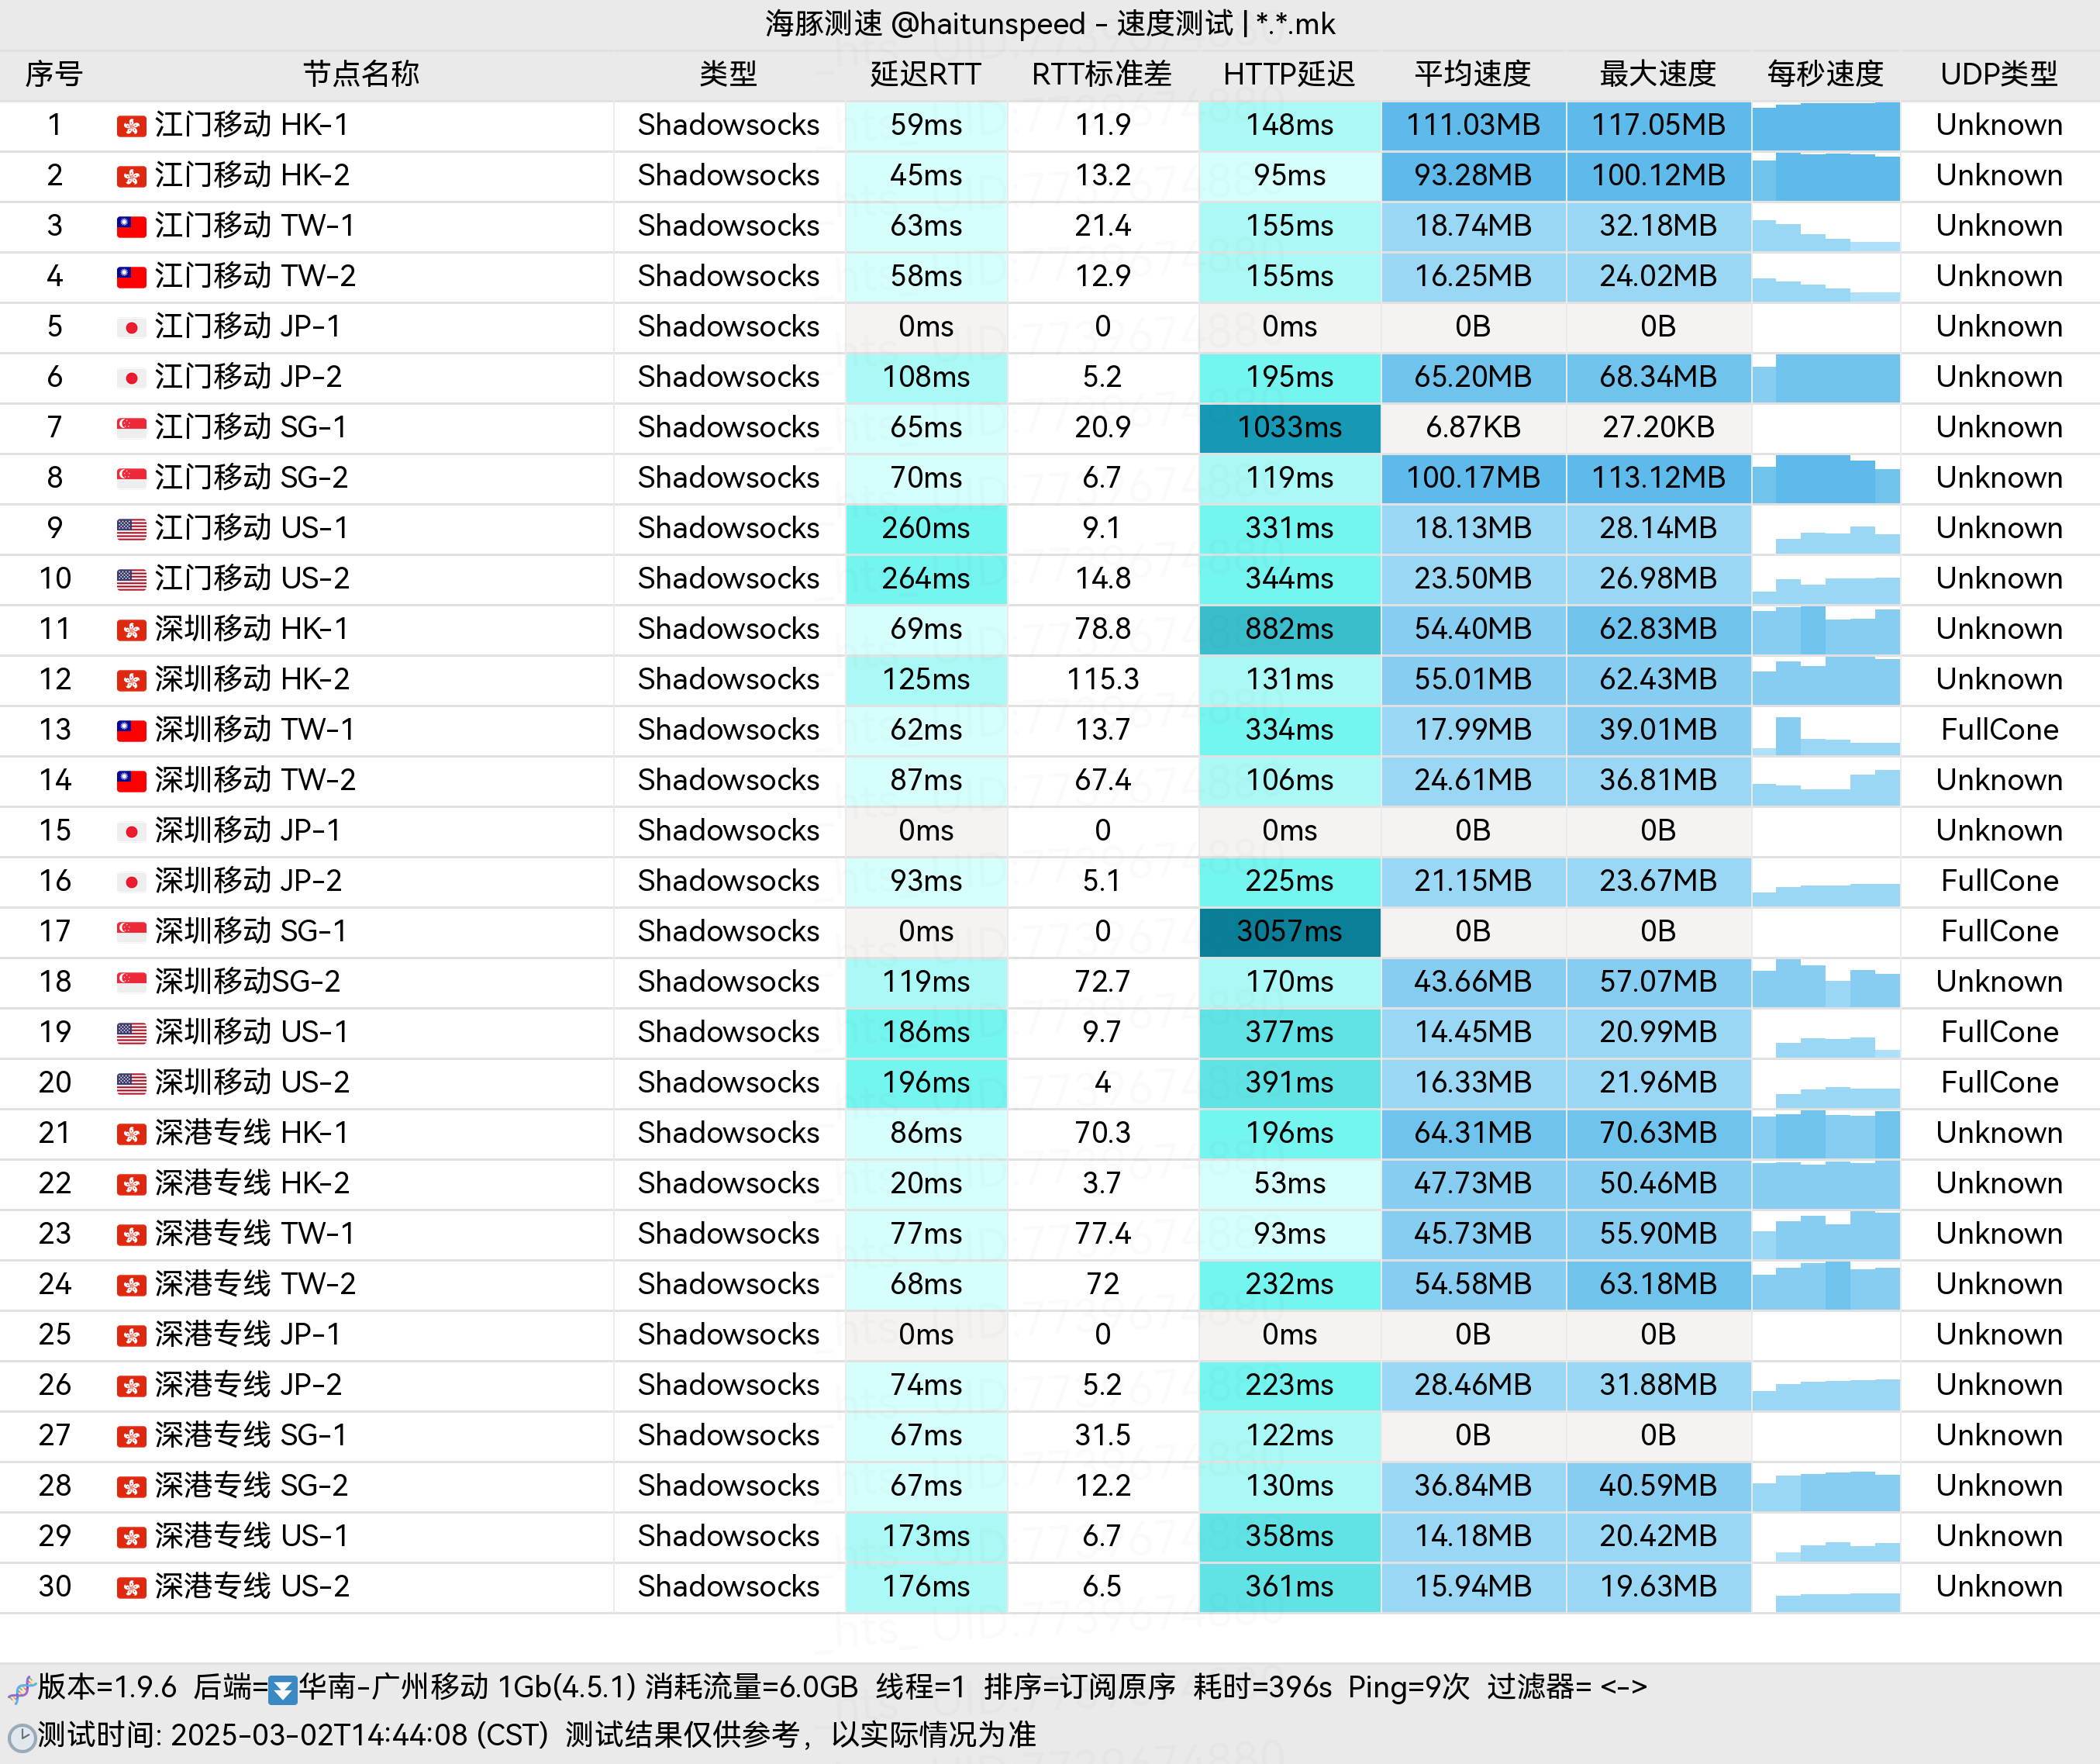 海豚测速 @haitunspeed - 速度测试 | *.*.mk
序号 节点名称 类型 延迟RTT RTT标准差 HTTP延迟 平均速度 最大速度 每秒速度 UDP类型
1 江门移动 HK-1 Shadowsocks 59ms 11.9 148ms 111.03MB 117.05MB Unknown
2 江门移动 HK-2 Shadowsocks 45ms 13.2 95ms 93.28MB 100.12MB Unknown
3 江门移动 TW-1 Shadowsocks 63ms 21.4 155ms 18.74MB 32.18MB Unknown
4 江门移动 TW-2 Shadowsocks 58ms 12.9 155ms 16.25MB 24.02MB Unknown
5 江门移动 JP-1 Shadowsocks 0ms 0 0ms 0B 0B Unknown
6 江门移动 JP-2 Shadowsocks 108ms 5.2 195ms 65.20MB 68.34MB Unknown
7 江门移动 SG-1 Shadowsocks 65ms 20.9 1033ms 6.87KB 27.20KB Unknown
8 江门移动 SG-2 Shadowsocks 70ms 6.7 119ms 100.17MB 113.12MB Unknown
9 江门移动 US-1 Shadowsocks 260ms 9.1 331ms 18.13MB 28.14MB Unknown
10 江门移动 US-2 Shadowsocks 264ms 14.8 344ms 23.50MB 26.98MB Unknown
11 深圳移动 HK-1 Shadowsocks 69ms 78.8 882ms 54.40MB 62.83MB Unknown
12 深圳移动 HK-2 Shadowsocks 125ms 115.3 131ms 55.01MB 62.43MB Unknown
13 深圳移动 TW-1 Shadowsocks 62ms 13.7 334ms 17.99MB 39.01MB FullCone
14 深圳移动 TW-2 Shadowsocks 87ms 67.4 106ms 24.61MB 36.81MB Unknown
15 深圳移动 JP-1 Shadowsocks 0ms 0 0ms 0B 0B Unknown
16 深圳移动 JP-2 Shadowsocks 93ms 5.1 225ms 21.15MB 23.67MB FullCone
17 深圳移动 SG-1 Shadowsocks 0ms 0 3057ms 0B 0B FullCone
18 深圳移动SG-2 Shadowsocks 119ms 72.7 170ms 43.66MB 57.07MB Unknown
19 深圳移动 US-1 Shadowsocks 186ms 9.7 377ms 14.45MB 20.99MB FullCone
20 深圳移动 US-2 Shadowsocks 196ms 4 391ms 16.33MB 21.96MB FullCone
21 深港专线 HK-1 Shadowsocks 86ms 70.3 196ms 64.31MB 70.63MB Unknown
22 深港专线 HK-2 Shadowsocks 20ms 3.7 53ms 47.73MB 50.46MB Unknown
23 深港专线 TW-1 Shadowsocks 77ms 77.4 93ms 45.73MB 55.90MB Unknown
24 深港专线 TW-2 Shadowsocks 68ms 72 232ms 54.58MB 63.18MB Unknown
25 深港专线 JP-1 Shadowsocks 0ms 0 0ms 0B 0B Unknown
26 深港专线 JP-2 Shadowsocks 74ms 5.2 223ms 28.46MB 31.88MB Unknown
27 深港专线 SG-1 Shadowsocks 67ms 31.5 122ms 0B 0B Unknown
28 深港专线 SG-2 Shadowsocks 67ms 12.2 130ms 36.84MB 40.59MB Unknown
29 深港专线 US-1 Shadowsocks 173ms 6.7 358ms 14.18MB 20.42MB Unknown
30 深港专线 US-2 Shadowsocks 176ms 6.5 361ms 15.94MB 19.63MB Unknown
版本=1.9.6 后端=⏬华南-广州移动 1Gb(4.5.1) 消耗流量=6.0GB 线程=1 排序=订阅原序 耗时=396s Ping=9次 过滤器= <->
测试时间: 2025-03-02T14:44:08 (CST) 测试结果仅供参考，以实际情况为准